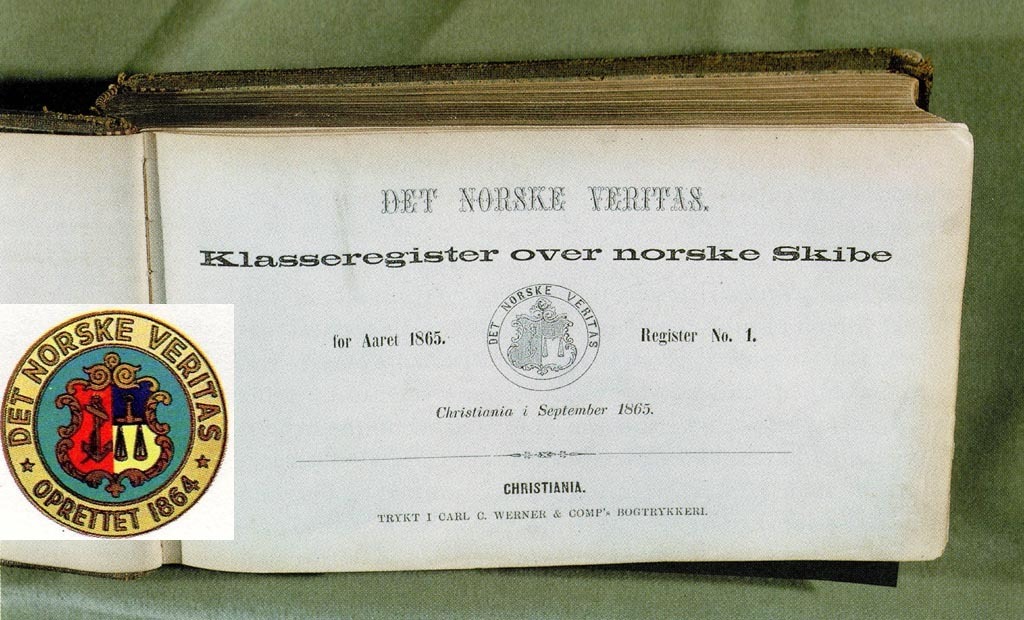 DET NORSKE VERITAS.
Klasseregister over norske Skibe
DET NORSKE VERITAS
for Aaret 1865.
Register No. 1.
Christiania i September 1865.
CHRISTIANIA.
TRYKT I CARL C. WERNER & COMP's BOGTRYKKERI.
DET NORSKE VERITAS
OPRETTET 1864